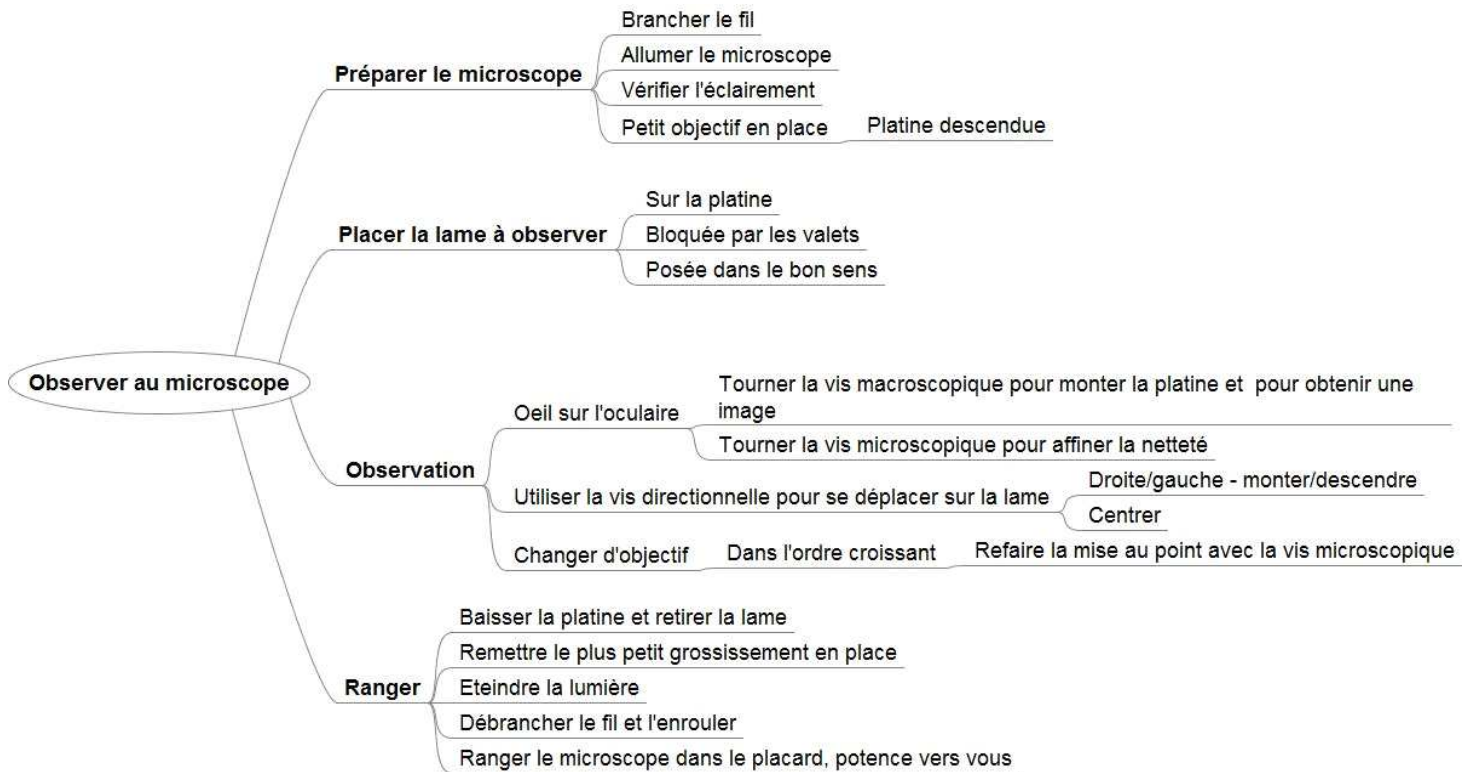 Observer au microscope
Préparer le microscope
Brancher le fil
Allumer le microscope
Vérifier l'éclairement
Petit objectif en place
Platine descendue
Placer la lame à observer
Sur la platine
Bloquée par les valets
Posée dans le bon sens
Observation
Oeil sur l'oculaire
Tourner la vis macroscopique pour monter la platine et  pour obtenir une
image
Tourner la vis microscopique pour affiner la netteté
Utiliser la vis directionnelle pour se déplacer sur la lame
Droite/gauche - monter/descendre
Centrer
Changer d'objectif
Dans l'ordre croissant
Refaire la mise au point avec la vis microscopique
Ranger
Baisser la platine et retirer la lame
Remettre le plus petit grossissement en place
Eteindre la lumière
Débrancher le fil et l'enrouler
Ranger le microscope dans le placard, potence vers vous